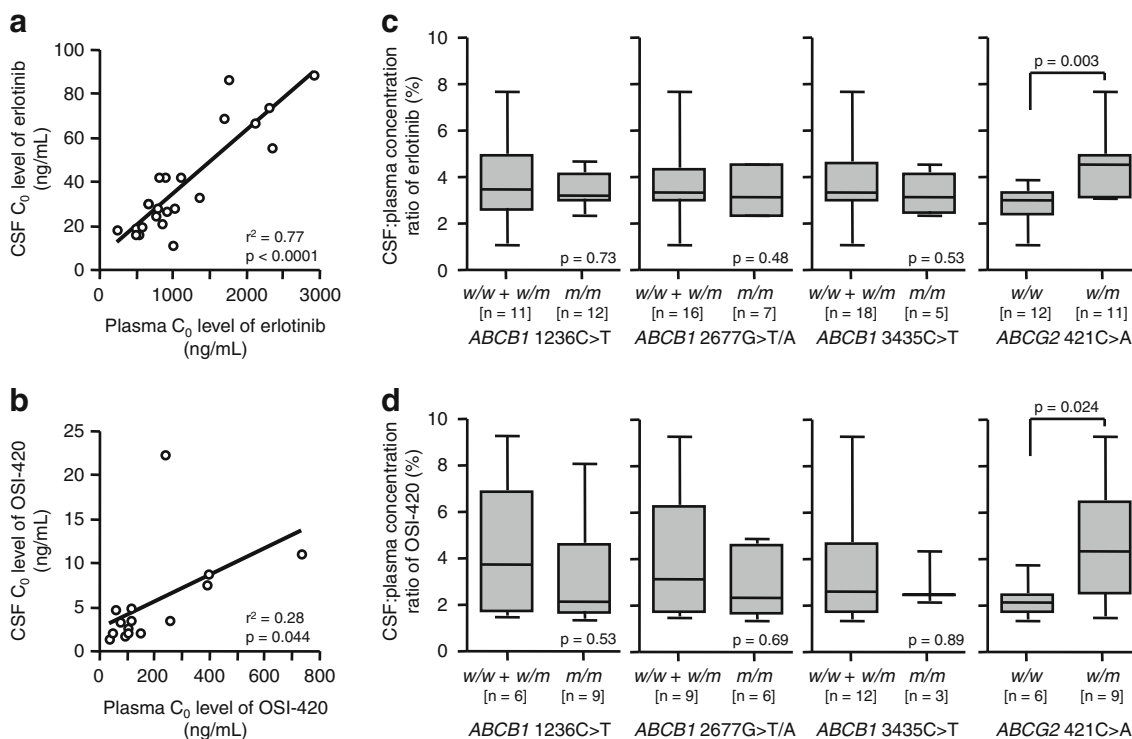 a
CSF C0 level of erlotinib
(ng/mL)
100
80
60
40
20
0
r2 = 0.77
p < 0.0001
0 1000 2000 3000
Plasma C0 level of erlotinib
(ng/mL)
b
CSF C0 level of OSI-420
(ng/mL)
25
20
15
10
5
0
r2 = 0.28
p = 0.044
0 200 400 600 800
Plasma C0 level of OSI-420
(ng/mL)
c
CSF:plasma concentration
ratio of erlotinib (%)
10
8
6
4
2
0
p = 0.73
p = 0.48
p = 0.53
p = 0.003
w/w + w/m m/m
[n = 11] [n = 12]
ABCB1 1236C>T
w/w + w/m m/m
[n = 16] [n = 7]
ABCB1 2677G>T/A
w/w + w/m m/m
[n = 18] [n = 5]
ABCB1 3435C>T
w/w w/m
[n = 12] [n = 11]
ABCG2 421C>A
d
CSF:plasma concentration
ratio of OSI-420 (%)
10
8
6
4
2
0
p = 0.53
p = 0.69
p = 0.89
p = 0.024
w/w + w/m m/m
[n = 6] [n = 9]
ABCB1 1236C>T
w/w + w/m m/m
[n = 9] [n = 6]
ABCB1 2677G>T/A
w/w + w/m m/m
[n = 12] [n = 3]
ABCB1 3435C>T
w/w w/m
[n = 6] [n = 9]
ABCG2 421C>A